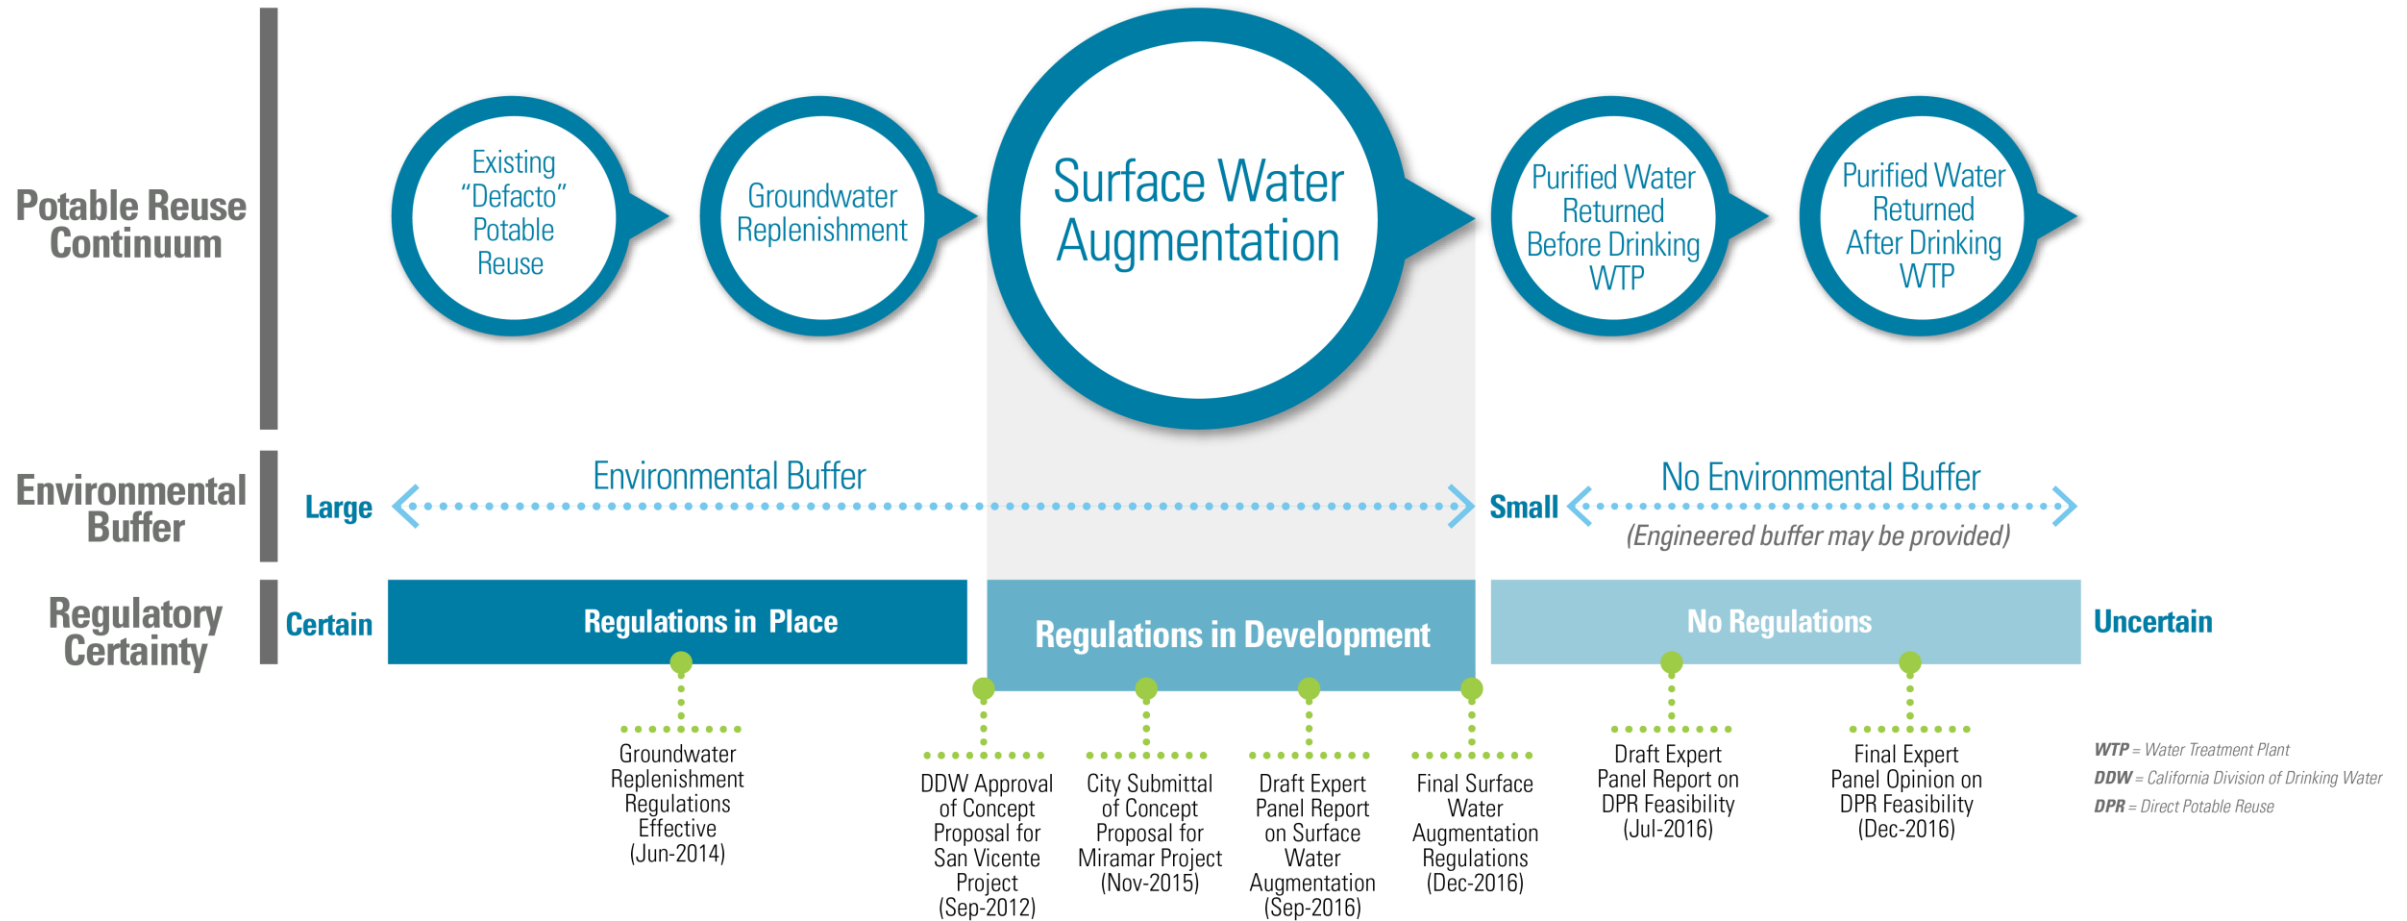 Potable Reuse
Continuum
Existing
“Defacto”
Potable
Reuse
Groundwater
Replenishment
Surface Water
Augmentation
Purified Water
Returned
Before Drinking
WTP
Purified Water
Returned
After Drinking
WTP
Environmental
Buffer
Large
Environmental Buffer
Small
No Environmental Buffer
(Engineered buffer may be provided)
Regulatory
Certainty
Certain
Regulations in Place
Regulations in Development
No Regulations
Uncertain
Groundwater
Replenishment
Regulations
Effective
(Jun-2014)
DDW Approval
of Concept
Proposal for
San Vicente
Project
(Sep-2012)
City Submittal
of Concept
Proposal for
Miramar Project
(Nov-2015)
Draft Expert
Panel Report
on Surface
Water
Augmentation
(Sep-2016)
Final Surface
Water
Augmentation
Regulations
(Dec-2016)
Draft Expert
Panel Report on
DPR Feasibility
(Jul-2016)
Final Expert
Panel Opinion on
DPR Feasibility
(Dec-2016)
WTP = Water Treatment Plant
DDW = California Division of Drinking Water
DPR = Direct Potable Reuse